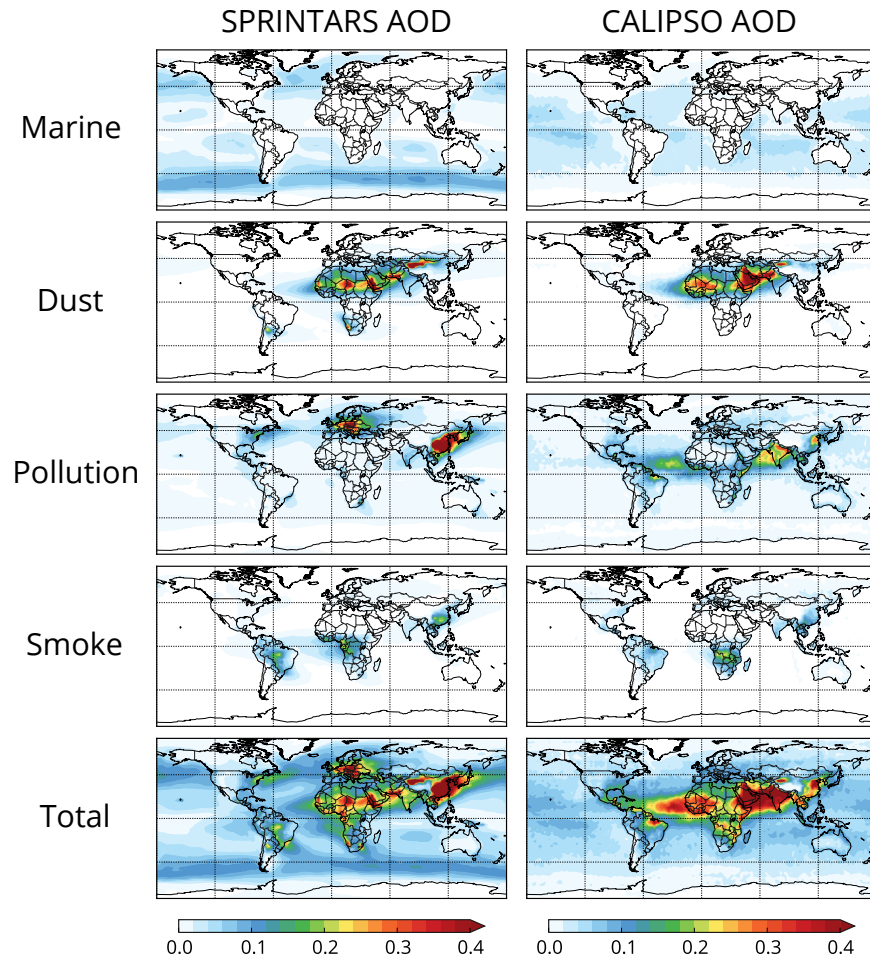 SPRINTARS AOD CALIPSO AOD
Marine
Dust
Pollution
Smoke
Total
0.0 0.1 0.2 0.3 0.4 0.0 0.1 0.2 0.3 0.4